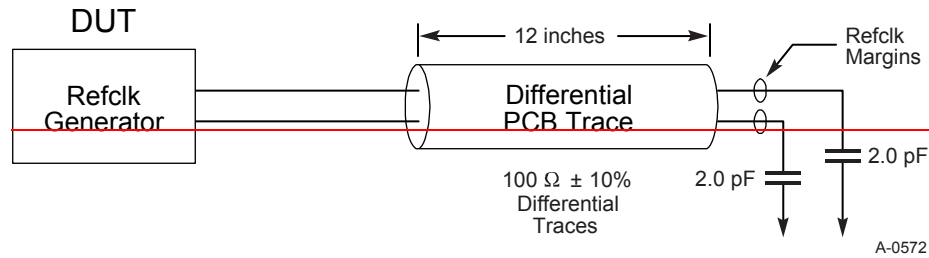 DUT
Refclk
Generator
12 inches
Differential
PCB Trace
Refclk
Margins
100 Ω ± 10%
Differential
Traces
2.0 pF
2.0 pF
A-0572